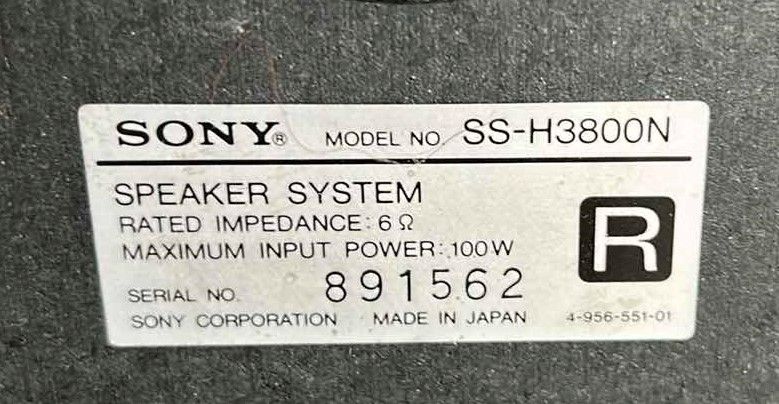 SONY® MODEL NO. SS-H3800N
SPEAKER SYSTEM
RATED IMPEDANCE: 6 Ω
MAXIMUM INPUT POWER: 100W
R
SERIAL NO. 891562
SONY CORPORATION MADE IN JAPAN 4-956-551-01